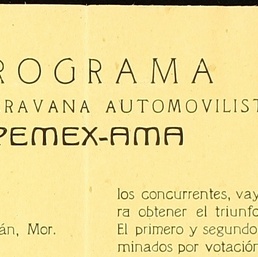 ROGRAMA
RAVANA AUTOMOVILIST
PEMEX-AMA
los concurrentes, vay
ra obtener el triunfo
án, Mor.
El primero y segundo
minados por votación